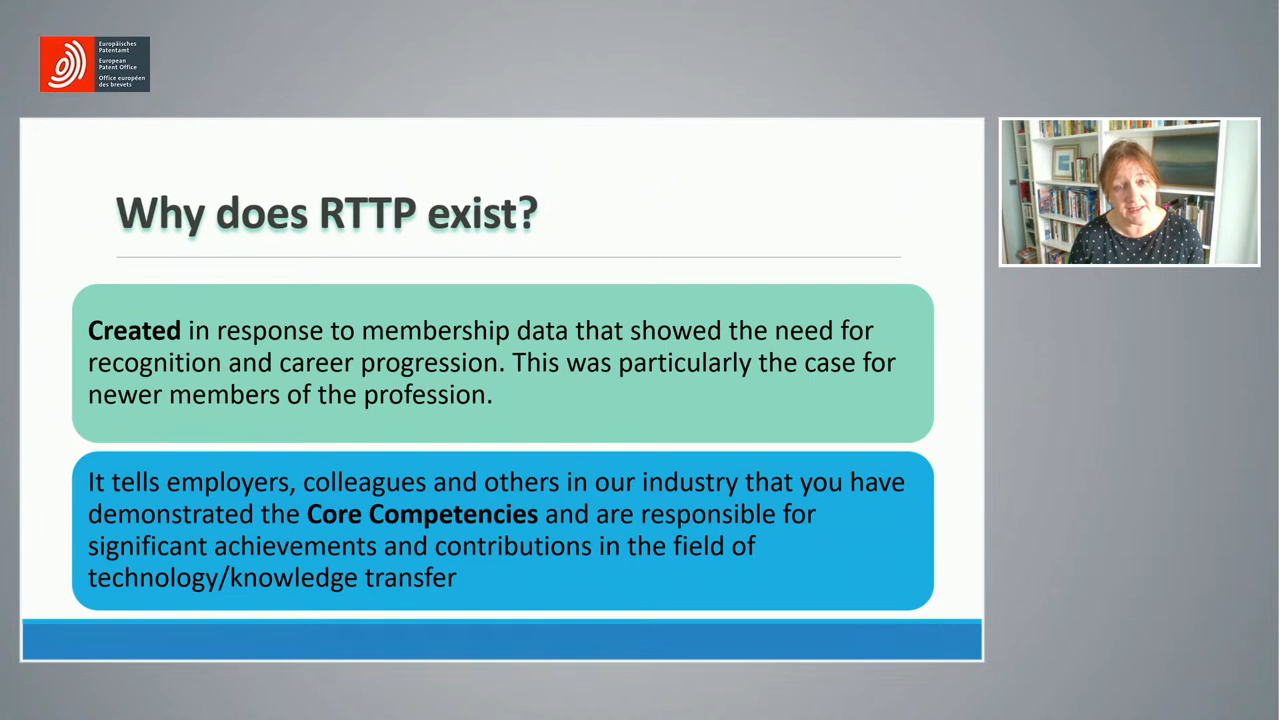 Europäisches
Patentamt
European
Patent Office
Office européen
des brevets
Why does RTTP exist?
Created in response to membership data that showed the need for
recognition and career progression. This was particularly the case for
newer members of the profession.
It tells employers, colleagues and others in our industry that you have
demonstrated the Core Competencies and are responsible for
significant achievements and contributions in the field of
technology/knowledge transfer